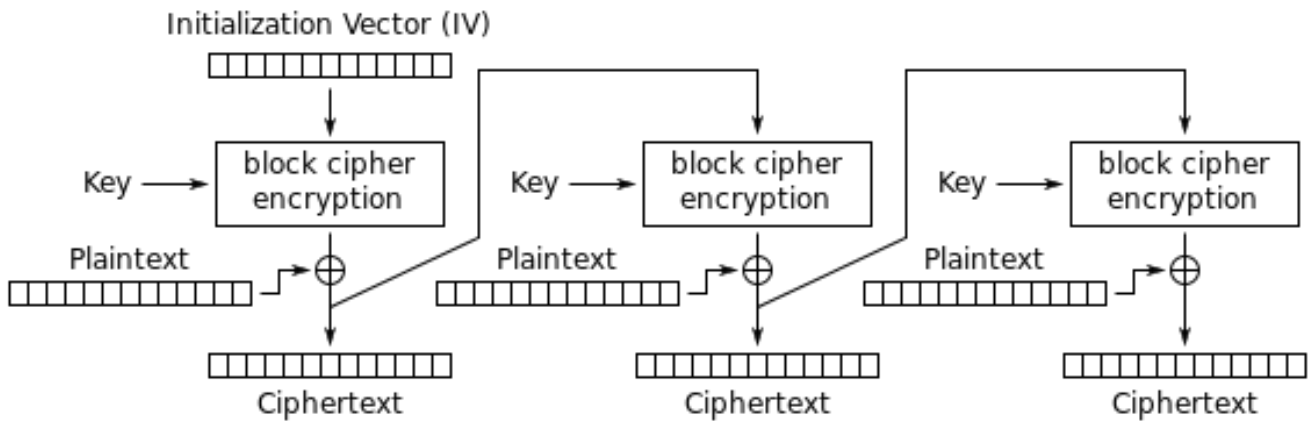 Initialization Vector (IV)
Key
block cipher
encryption
Plaintext
Ciphertext
Key
block cipher
encryption
Plaintext
Ciphertext
Key
block cipher
encryption
Plaintext
Ciphertext